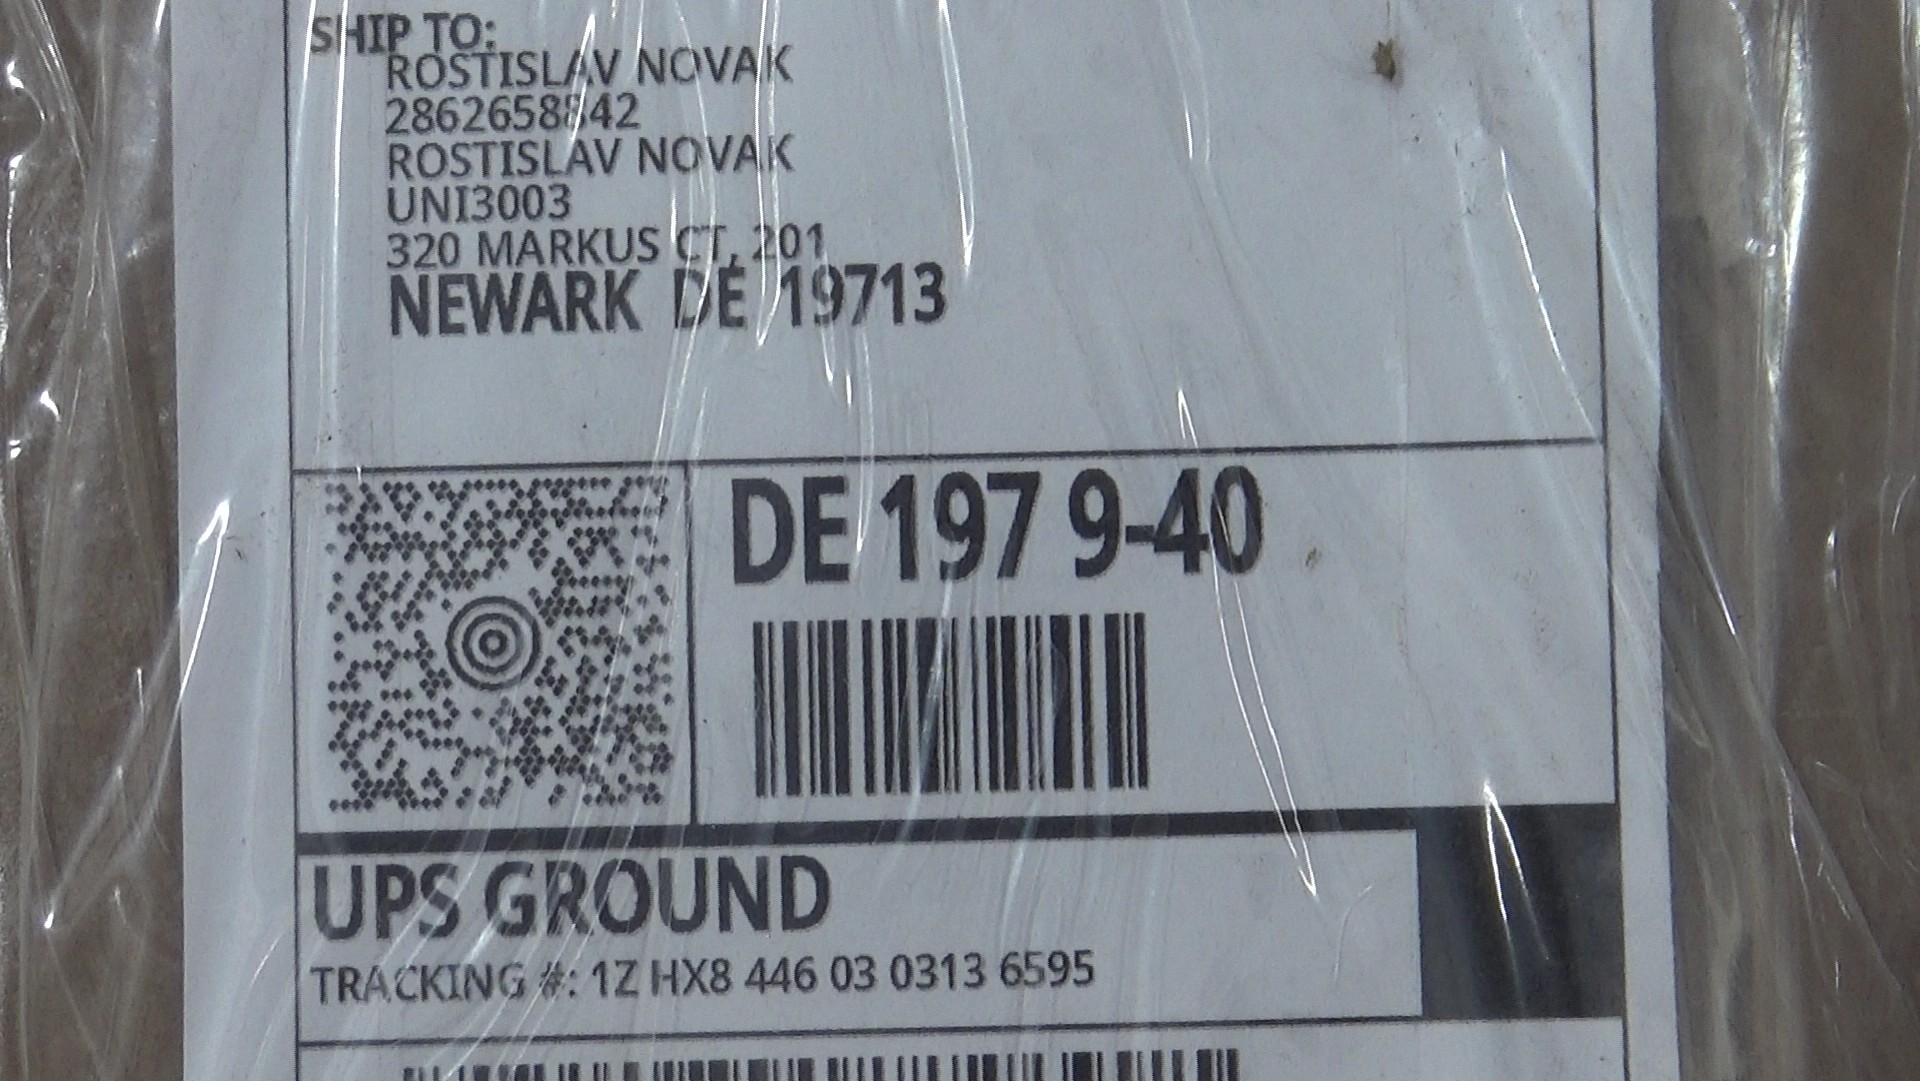 SHIP TO:
ROSTISLAV NOVAK
2862658842
ROSTISLAV NOVAK
UNI3003
320 MARKUS CT, 201
NEWARK DE 19713
DE 197 9-40
UPS GROUND
TRACKING #: 1Z HX8 446 03 0313 6595